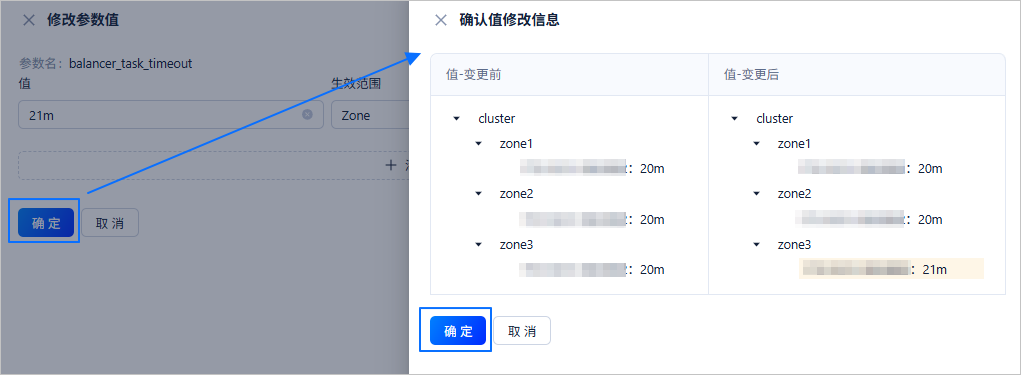 修改参数值
参数名：balancer_task_timeout
值
生效范围
21m
Zone
确 定
取 消
确认值修改信息
值-变更前
值-变更后
cluster
zone1
：20m
zone2
：20m
zone3
：20m
cluster
zone1
：20m
zone2
：20m
zone3
：21m
确 定
取 消